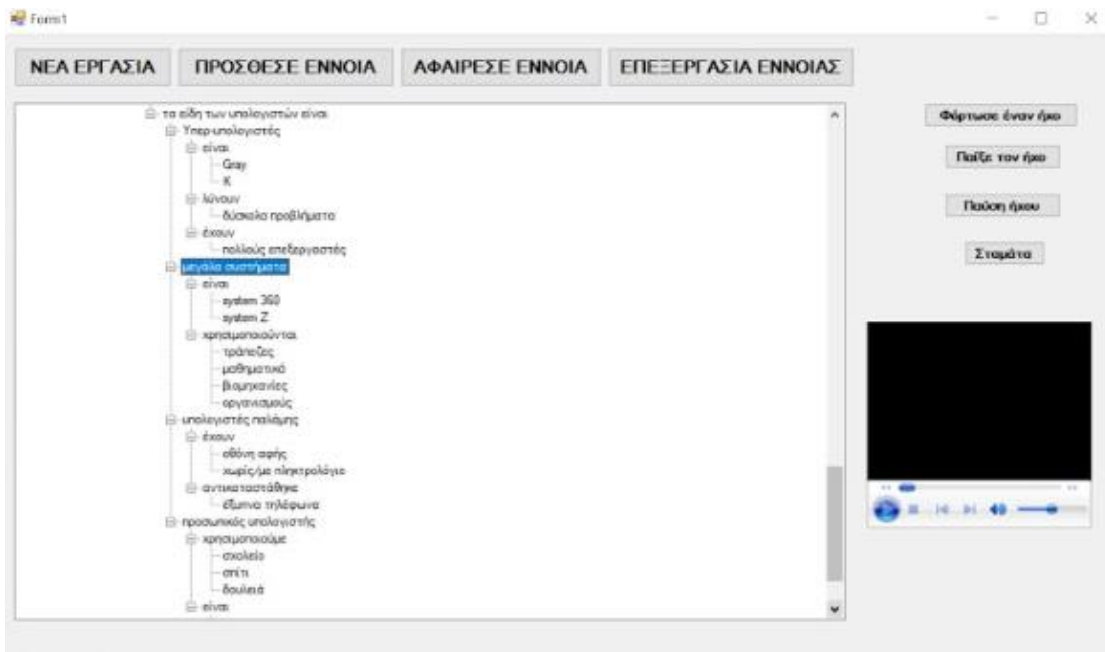 Form1
ΝΕΑ ΕΡΓΑΣΙΑ
ΠΡΟΣΘΕΣΕ ΕΝΝΟΙΑ
ΑΦΑΙΡΕΣΕ ΕΝΝΟΙΑ
ΕΠΕΞΕΡΓΑΣΙΑ ΕΝΝΟΙΑΣ
τα είδη των υπολογιστών είναι
Υπερ-υπολογιστές
είναι
Gray
K
λύνουν
δύσκολα προβλήματα
έχουν
πολλούς επεξεργαστές
μεγάλα συστήματα
είναι
system 360
system Z
χρησιμοποιούνται
τράπεζες
μαθηματικά
βιομηχανίες
οργανισμούς
υπολογιστές παλάμης
έχουν
οθόνη αφής
χωρίς/με πληκτρολόγιο
αντικαταστάθηκε
έξυπνα τηλέφωνα
προσωπικός υπολογιστής
χρησιμοποιούμε
σχολείο
σπίτι
δουλειά
είναι
Φόρτωσε έναν ήχο
Παίξε τον ήχο
Παύση ήχου
Σταμάτα